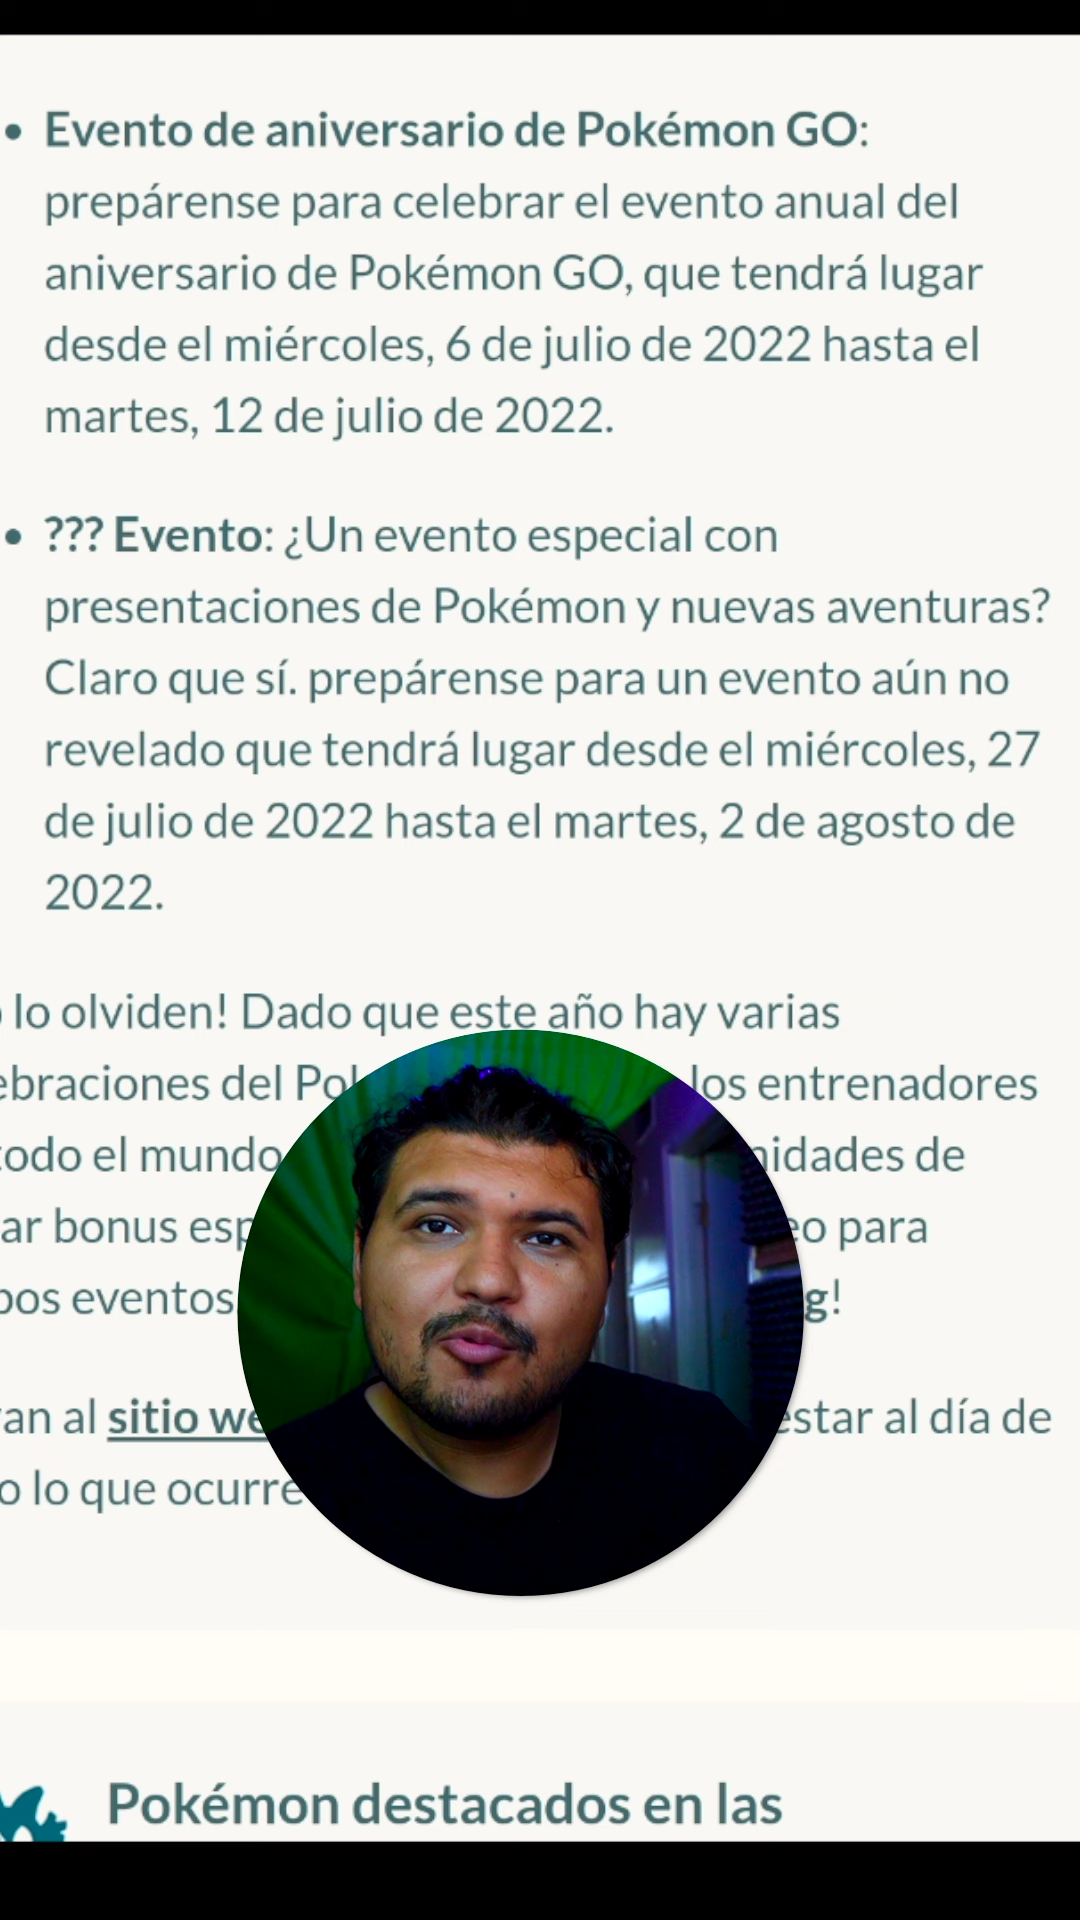 • Evento de aniversario de Pokémon GO:
prepárense para celebrar el evento anual del
aniversario de Pokémon GO, que tendrá lugar
desde el miércoles, 6 de julio de 2022 hasta el
martes, 12 de julio de 2022.
• ??? Evento: ¿Un evento especial con
presentaciones de Pokémon y nuevas aventuras?
Claro que sí. prepárense para un evento aún no
revelado que tendrá lugar desde el miércoles, 27
de julio de 2022 hasta el martes, 2 de agosto de
2022.
lo olviden! Dado que este año hay varias
ebraciones del los entrenadores
todo el mundo nidades de
ar bonus esp eo para
bos eventos g!
an al sitio we estar al día de
o lo que ocurre
Pokémon destacados en las